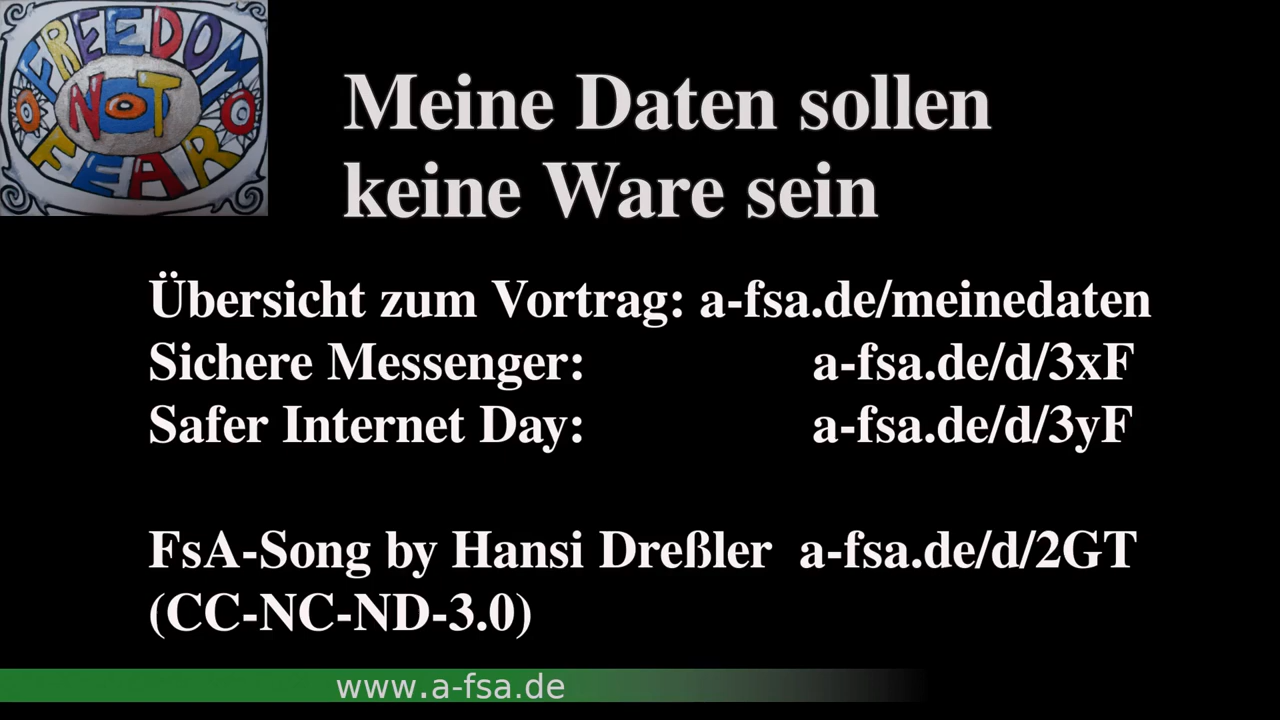 FREEDOM
NOT
FEAR
Meine Daten sollen
keine Ware sein
Übersicht zum Vortrag: a-fsa.de/meinedaten
Sichere Messenger: a-fsa.de/d/3xF
Safer Internet Day: a-fsa.de/d/3yF
FsA-Song by Hansi Dreßler a-fsa.de/d/2GT
(CC-NC-ND-3.0)
www.a-fsa.de